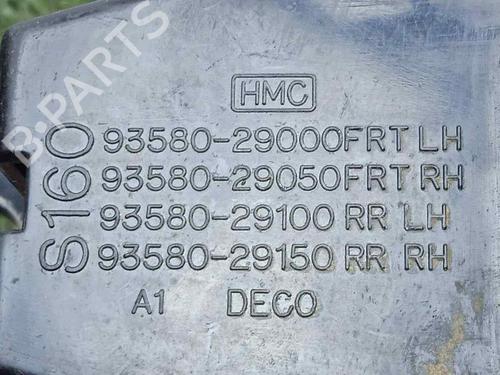 HMC
S160
93580-29000FRT LH
93580-29050FRT RH
93580-29100 RR LH
93580-29150 RR RH
A1 DECO
B-PARTS